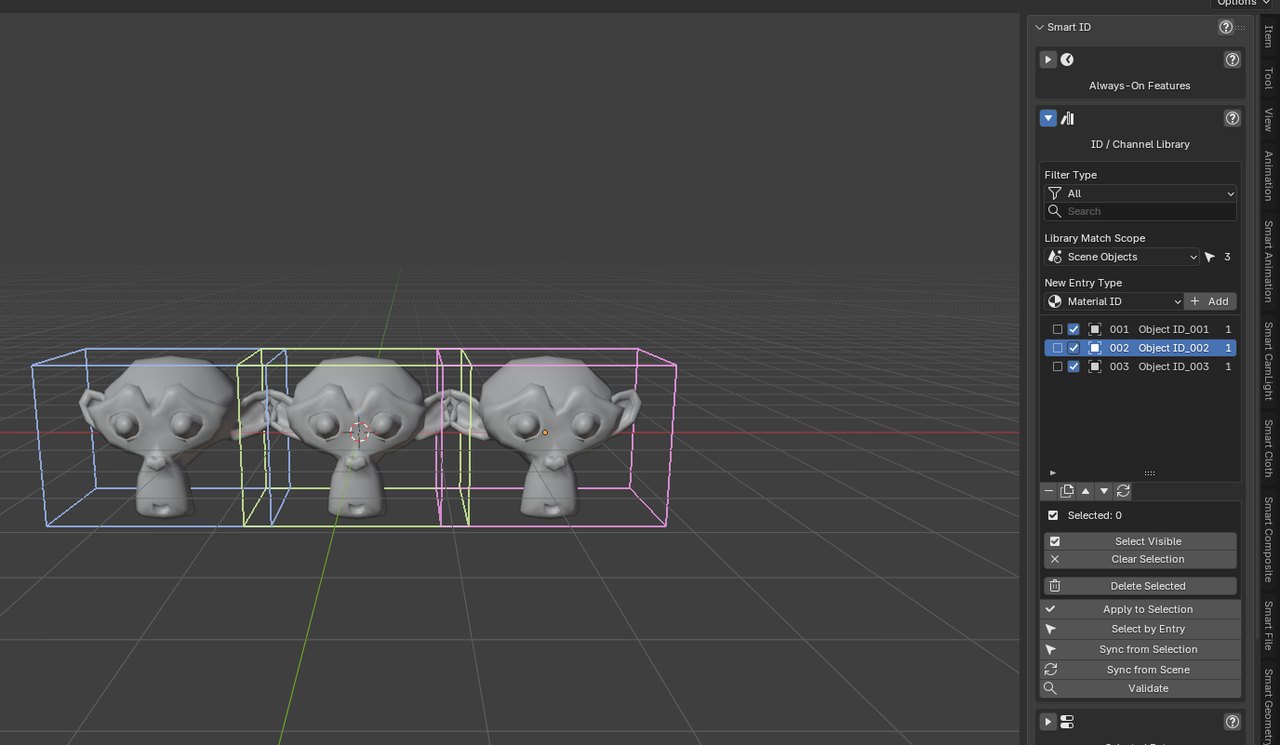 Options
Smart ID
Always-On Features
ID / Channel Library
Filter Type
All
Search
Library Match Scope
Scene Objects 3
New Entry Type
Material ID Add
001 Object ID_001 1
002 Object ID_002 1
003 Object ID_003 1
Selected: 0
Select Visible
Clear Selection
Delete Selected
Apply to Selection
Select by Entry
Sync from Selection
Sync from Scene
Validate
Item
Tool
View
Animation
Smart Animation
Smart CamLight
Smart Cloth
Smart Composite
Smart File
Smart Geometry